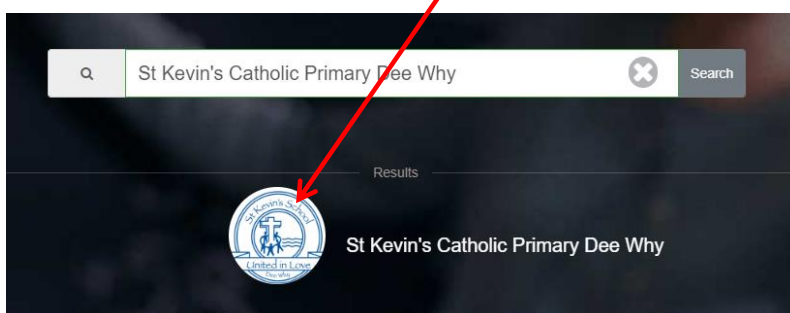 St Kevin's Catholic Primary Dee Why
Search
Results
St Kevin's School
United in Love
Dee Why
St Kevin's Catholic Primary Dee Why